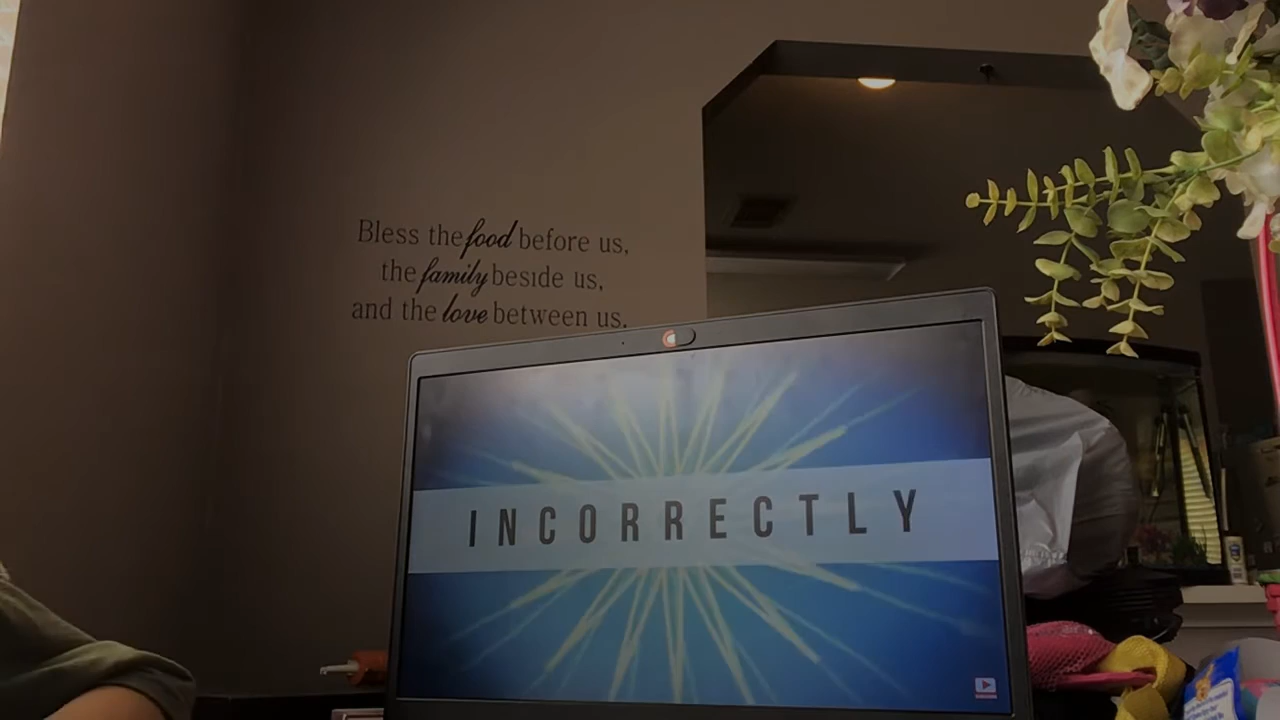 Bless the food before us,
the family beside us,
and the love between us.
INCORRECTLY